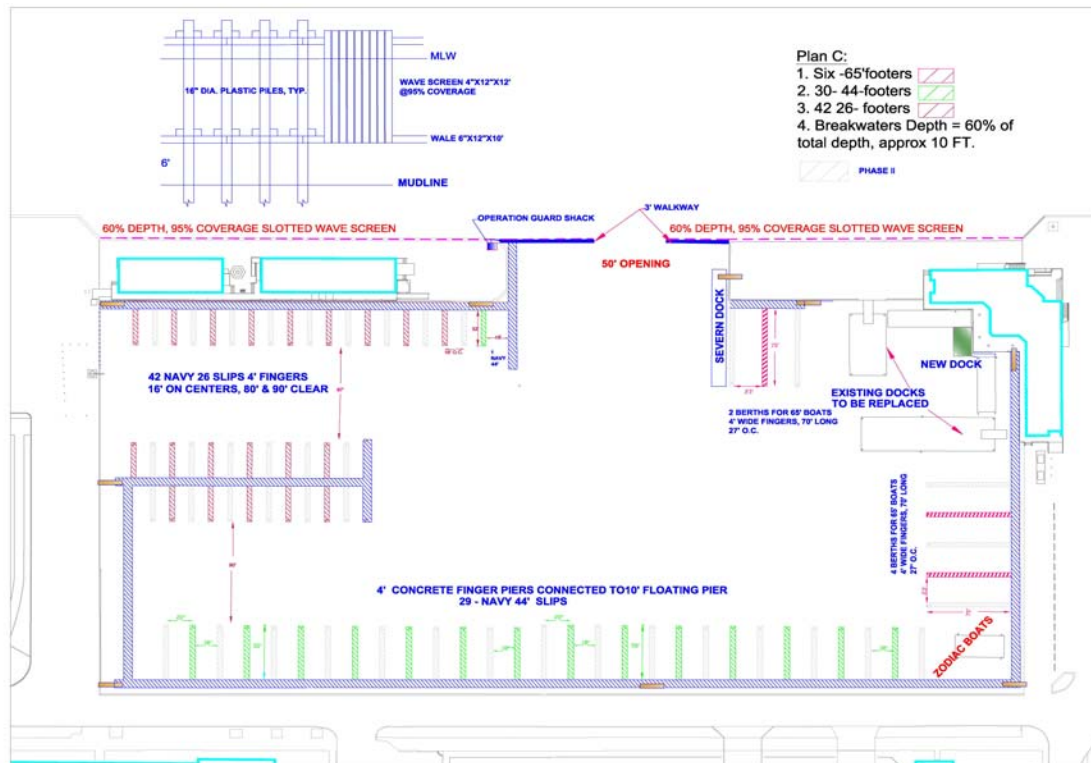 MLW
16" DIA. PLASTIC PILES, TYP.
WAVE SCREEN 4"X12"X12'
@95% COVERAGE
WALE 6"X12"X10'
6'
MUDLINE
Plan C:
1. Six -65'footers
2. 30- 44-footers
3. 42 26- footers
4. Breakwaters Depth = 60% of
total depth, approx 10 FT.
PHASE II
3' WALKWAY
OPERATION GUARD SHACK
60% DEPTH, 95% COVERAGE SLOTTED WAVE SCREEN
60% DEPTH, 95% COVERAGE SLOTTED WAVE SCREEN
50' OPENING
SEVERN DOCK
NEW DOCK
1
NAVY
44'
42 NAVY 26 SLIPS 4' FINGERS
16' ON CENTERS, 80' & 90' CLEAR
EXISTING DOCKS
TO BE REPLACED
2 BERTHS FOR 65' BOATS
4' WIDE FINGERS, 70' LONG
27' O.C.
4 BERTHS FOR 65' BOATS
4' WIDE FINGERS, 70' LONG
27' O.C.
4' CONCRETE FINGER PIERS CONNECTED TO10' FLOATING PIER
29 - NAVY 44' SLIPS
ZODIAC BOATS